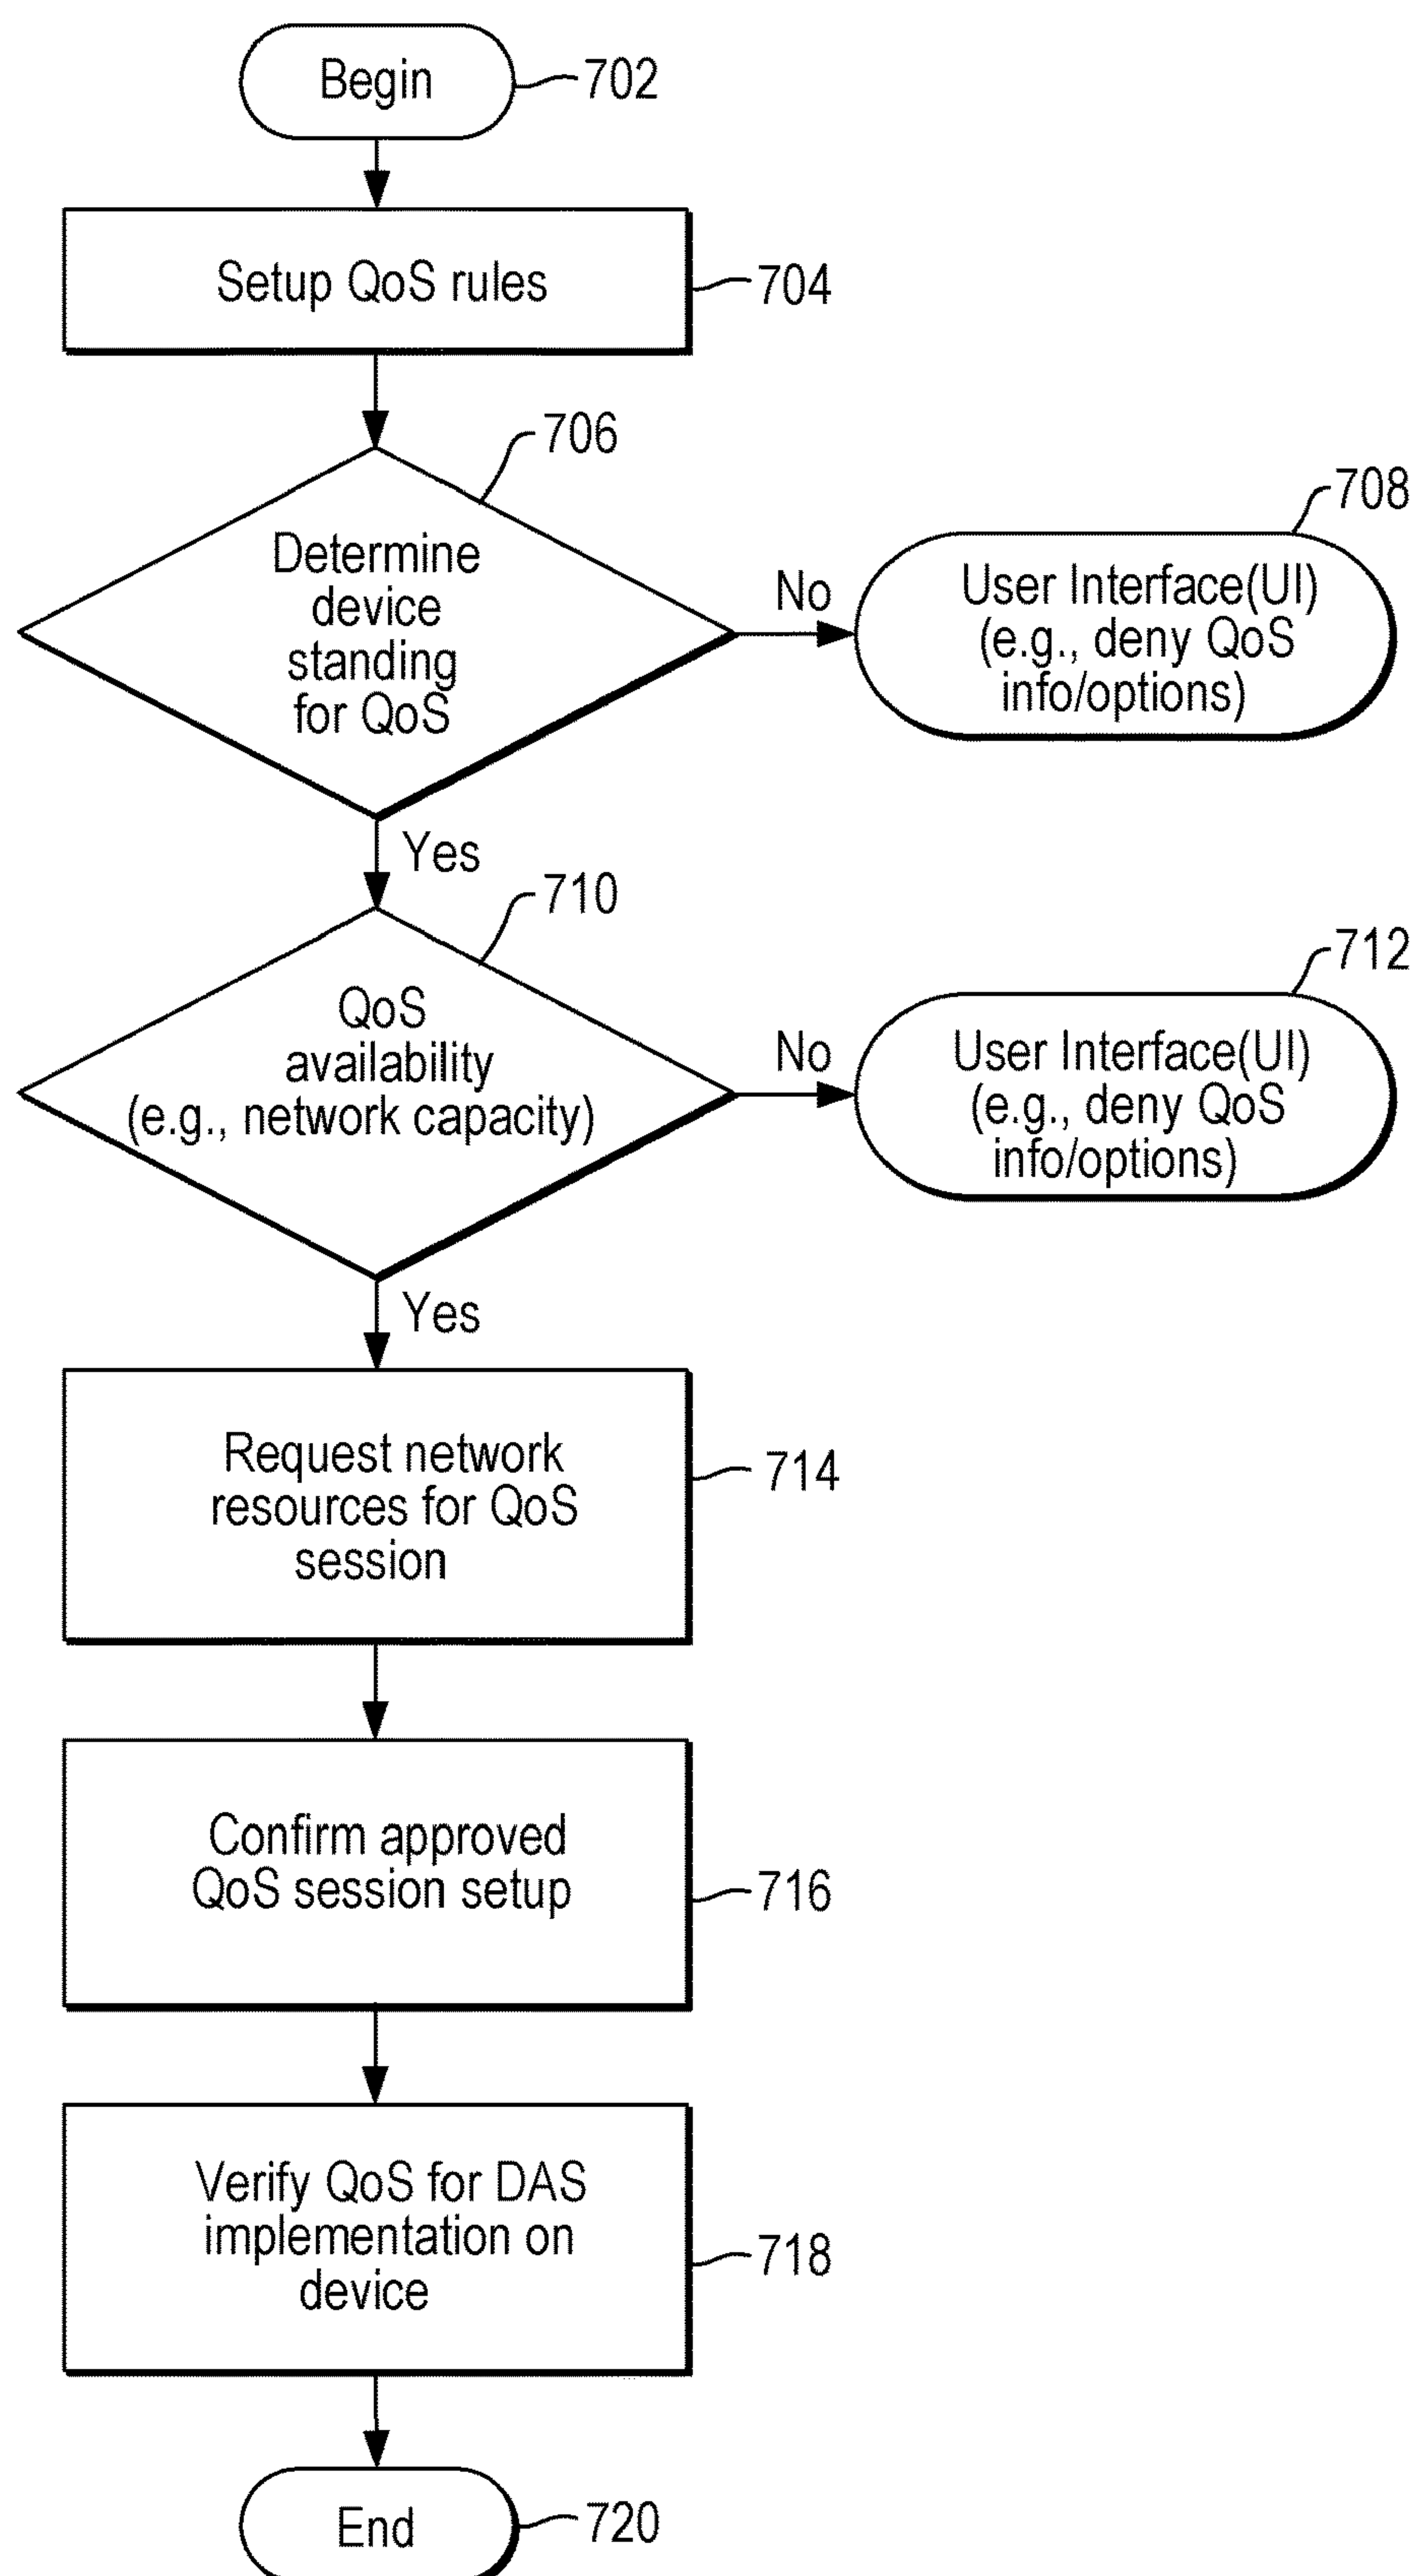 Begin
702
Setup QoS rules
704
706
Determine
device
standing
for QoS
No
708
User Interface(UI)
(e.g., deny QoS
info/options)
Yes
710
QoS
availability
(e.g., network capacity)
No
712
User Interface(UI)
(e.g., deny QoS
info/options)
Yes
Request network
resources for QoS
session
714
Confirm approved
QoS session setup
716
Verify QoS for DAS
implementation on
device
718
End
720